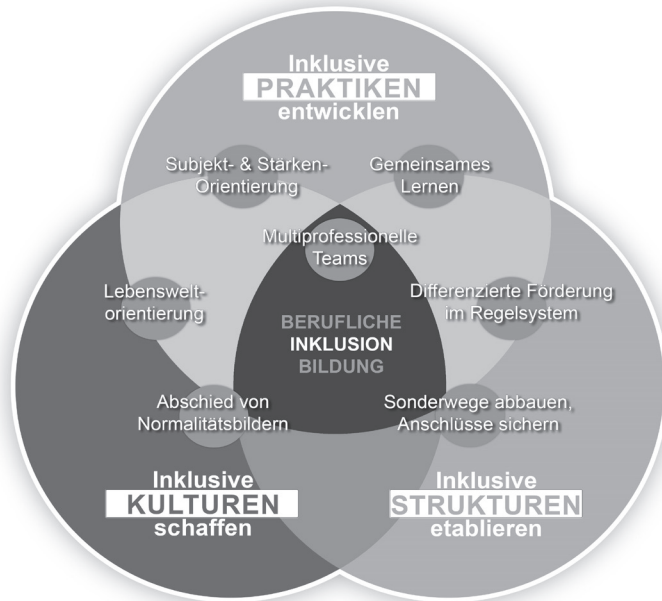 Inklusive
PRAKTIKEN
entwicklen
Subjekt- & Stärken-
Orientierung
Gemeinsames
Lernen
Multiprofessionelle
Teams
Lebenswelt-
orientierung
Differenzierte Förderung
im Regelsystem
BERUFLICHE
INKLUSION
BILDUNG
Abschied von
Normalitätsbildern
Sonderwege abbauen,
Anschlüsse sichern
Inklusive
KULTUREN
schaffen
Inklusive
STRUKTUREN
etablieren